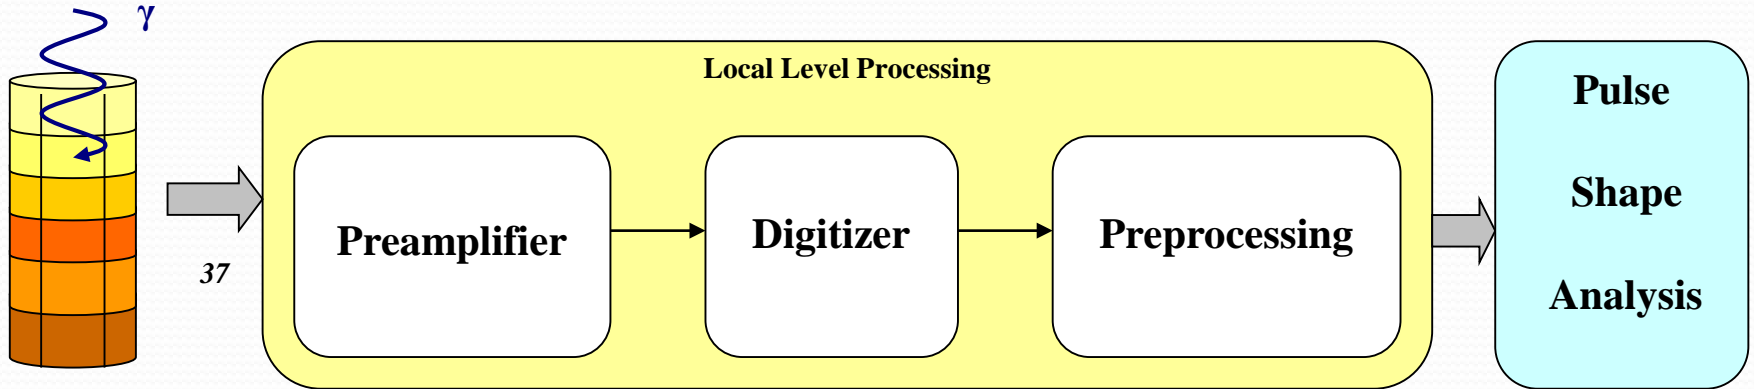 γ
37
Local Level Processing
Preamplifier
Digitizer
Preprocessing
Pulse
Shape
Analysis